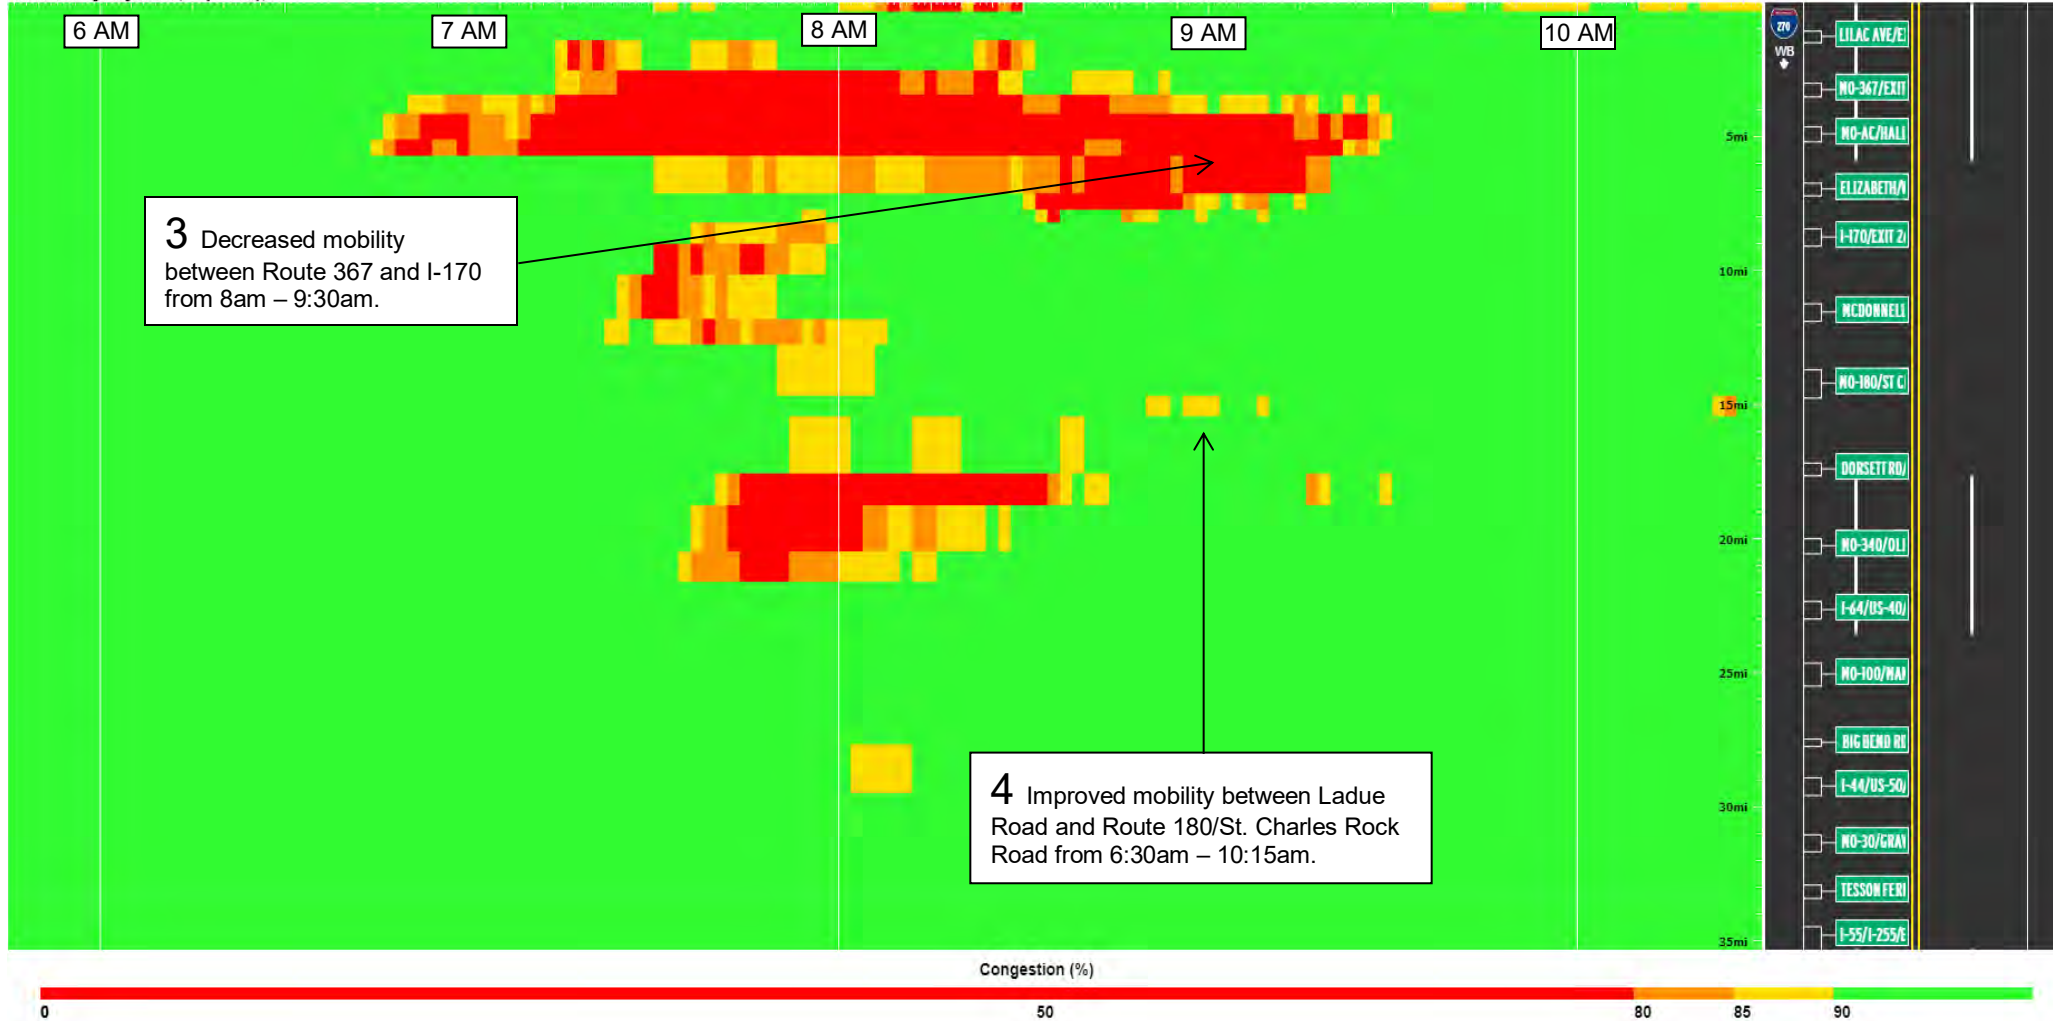 6 AM
7 AM
8 AM
9 AM
10 AM
270
WB
LILAC AVE/E
MO-367/EXIT
5mi
MO-AC/HALL
ELIZABETH/
3 Decreased mobility
between Route 367 and I-170
from 8am – 9:30am.
I-170/EXIT 2
10mi
MCDONNELL
MO-180/ST C
15mi
DORSETT RD/
20mi
MO-340/OLI
I-64/US-40/
25mi
MO-100/MAN
BIG BEND RD
4 Improved mobility between Ladue
Road and Route 180/St. Charles Rock
Road from 6:30am – 10:15am.
I-44/US-50/
30mi
MO-30/GRAV
TESSON FERR
I-55/I-255/E
35mi
Congestion (%)
0
50
80
85
90